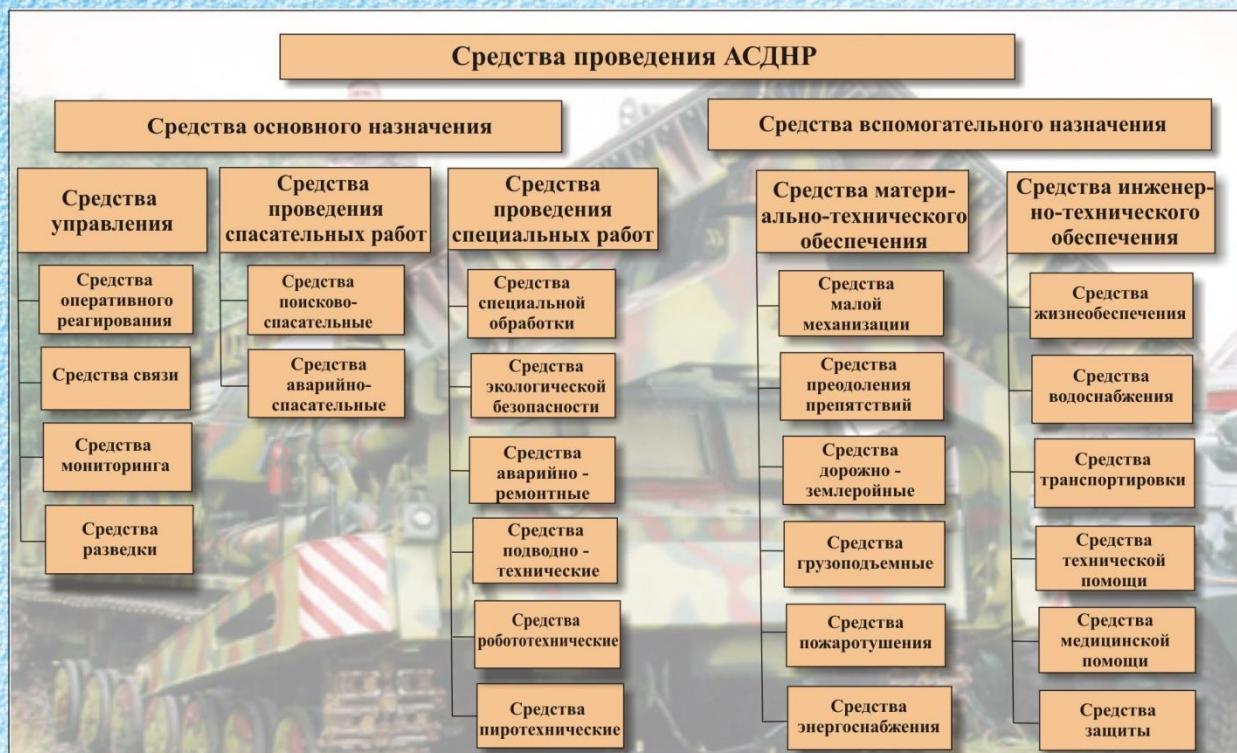 Средства проведения АСДНР
Средства основного назначения
Средства вспомогательного назначения
Средства
управления
Средства
оперативного
реагирования
Средства связи
Средства
мониторинга
Средства
разведки
Средства
проведения
спасательных работ
Средства
поисково-
спасательные
Средства
аварийно-
спасательные
Средства
проведения
специальных работ
Средства
специальной
обработки
Средства
экологической
безопасности
Средства
аварийно -
ремонтные
Средства
подводно -
технические
Средства
робототехнические
Средства
пиротехнические
Средства матери-
ально-технического
обеспечения
Средства
малой
механизации
Средства
преодоления
препятствий
Средства
дорожно -
землеройные
Средства
грузоподъемные
Средства
пожаротушения
Средства
энергоснабжения
Средства инженер-
но-технического
обеспечения
Средства
жизнеобеспечения
Средства
водоснабжения
Средства
транспортировки
Средства
технической
помощи
Средства
медицинской
помощи
Средства
защиты